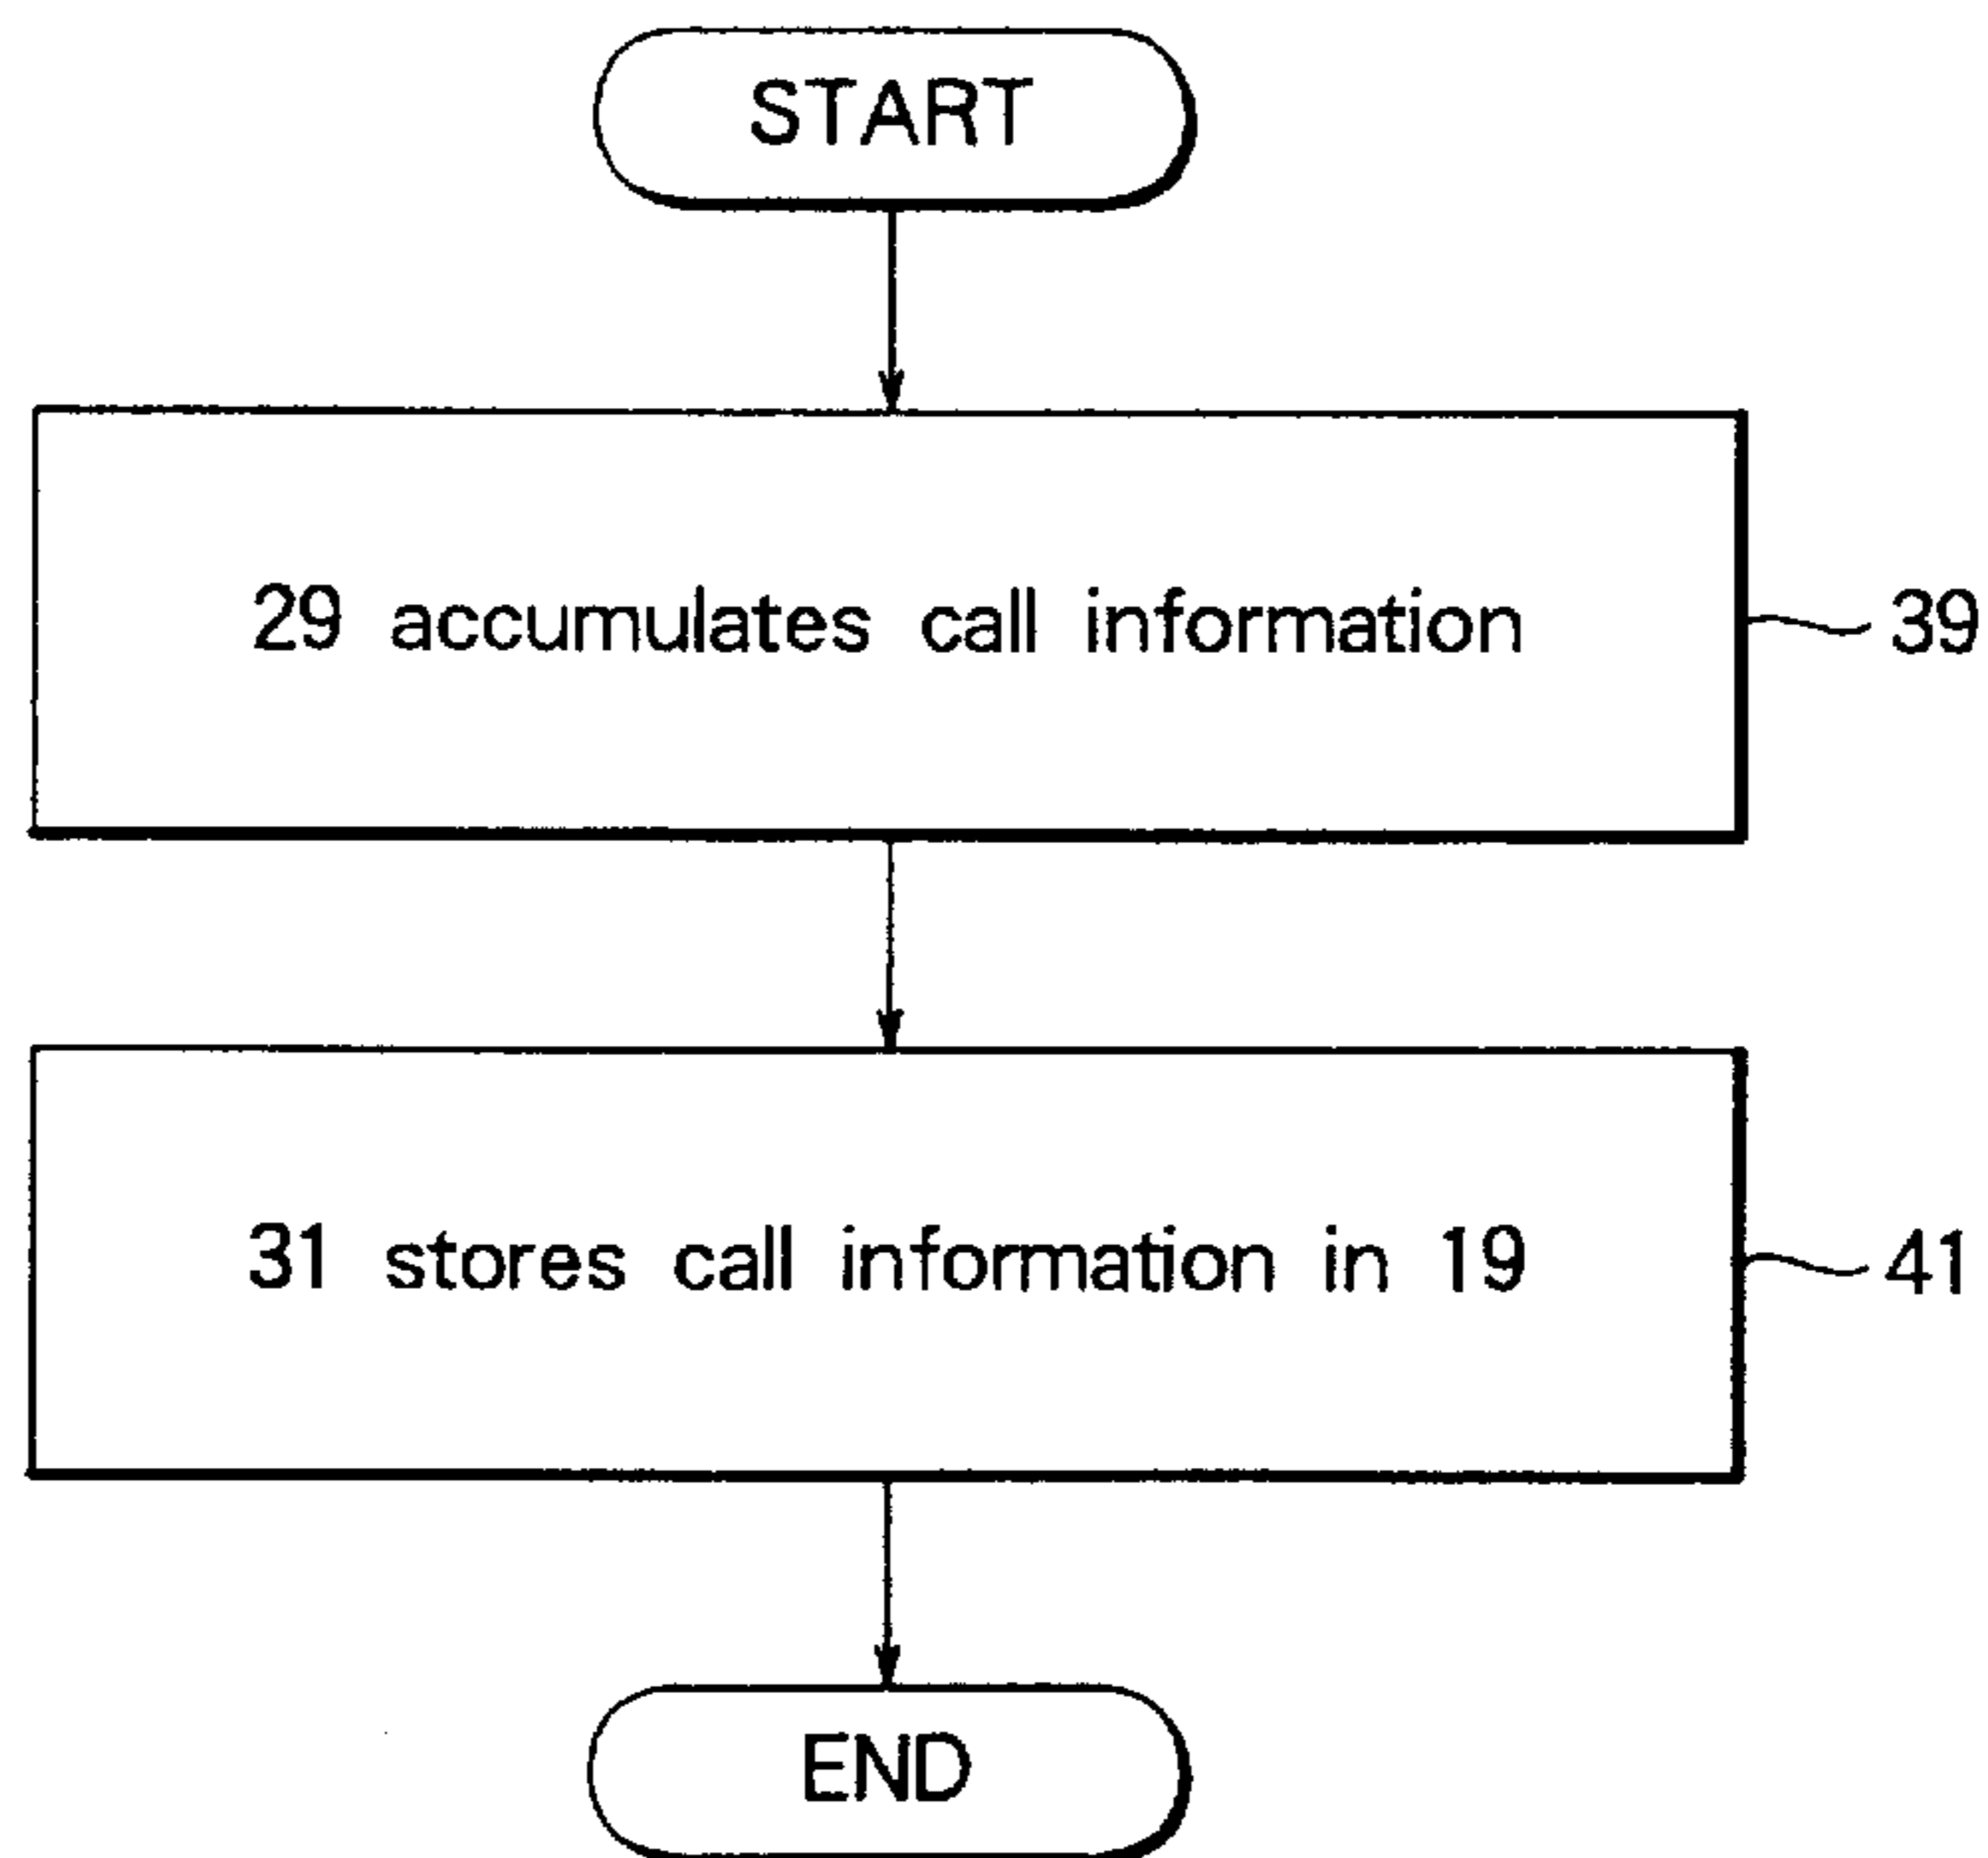 START
29 accumulates call information
39
31 stores call information in 19
41
END